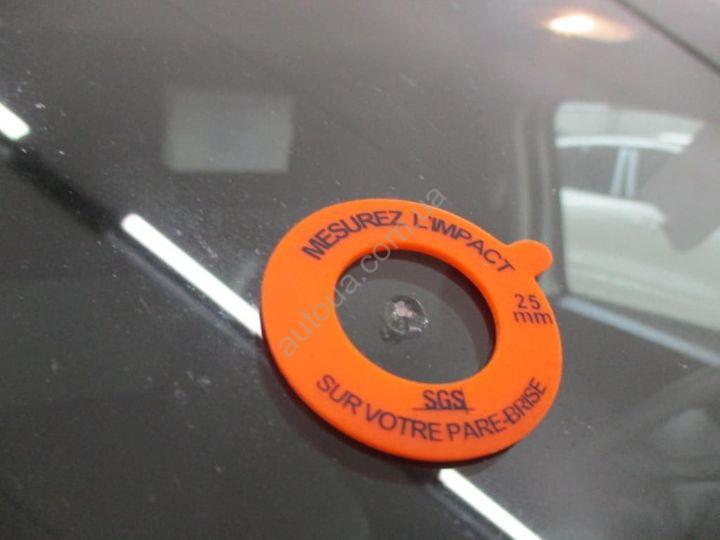 MESUREZ L'IMPACT
25
mm
SGS
SUR VOTRE PARE-BRISE
autoua.com.ua